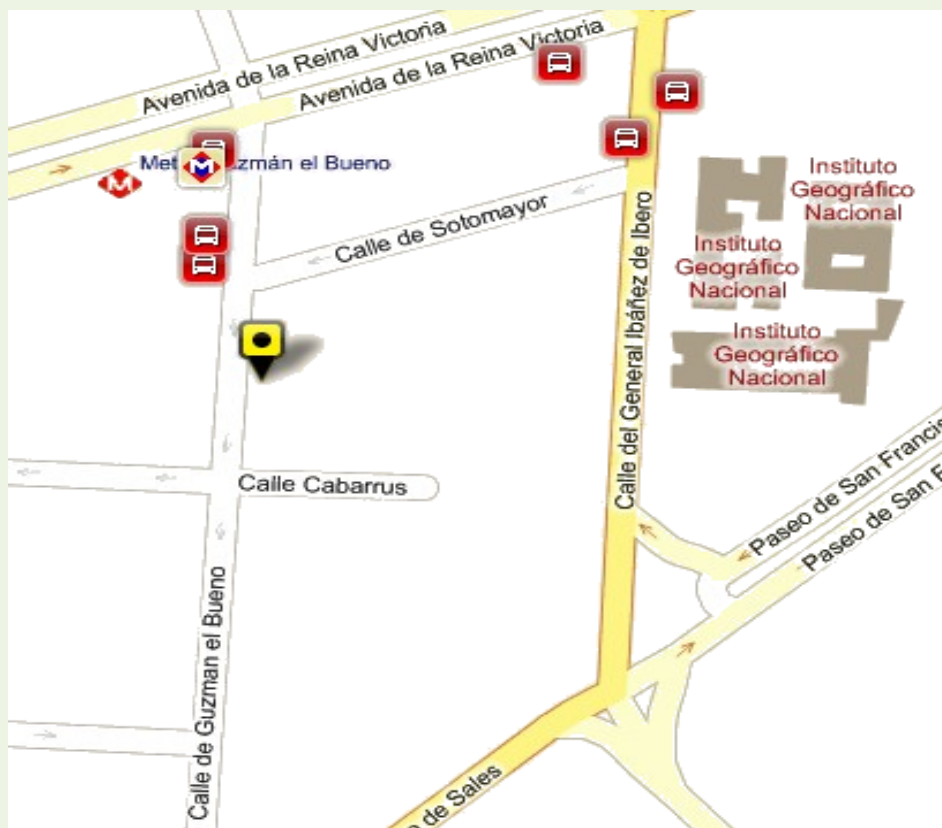 Avenida de la Reina Victoria
Avenida de la Reina Victoria
Guzmán el Bueno
Calle de Sotomayor
Instituto
Geográfico
Nacional
Instituto
Geográfico
Nacional
Instituto
Geográfico
Nacional
Calle del General Ibáñez de Ibero
Calle Cabarrus
Paseo de San
Paseo de San
Calle de Guzman el Bueno
de Sales